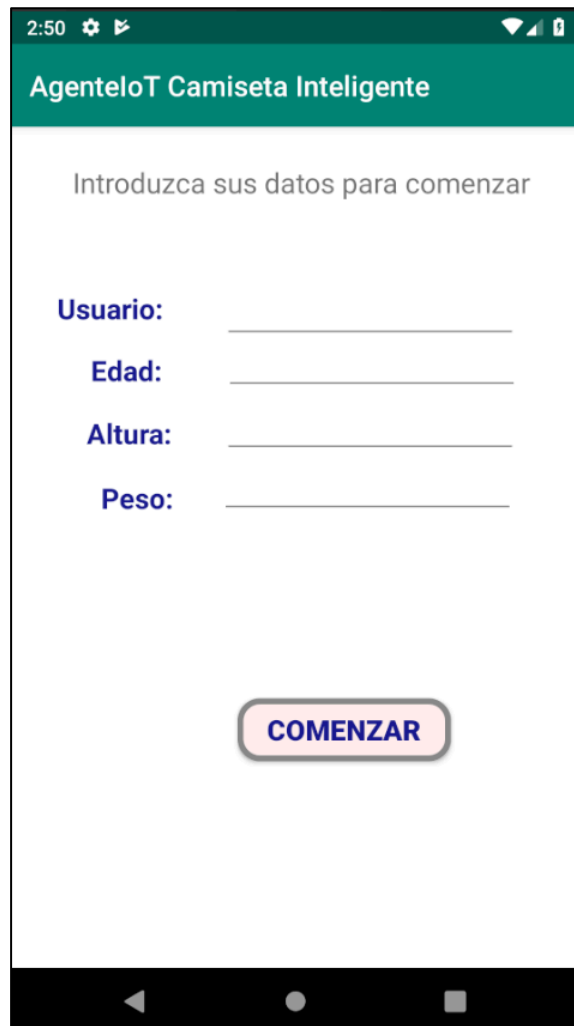 2:50
AgenteIoT Camiseta Inteligente
Introduzca sus datos para comenzar
Usuario:
Edad:
Altura:
Peso:
COMENZAR